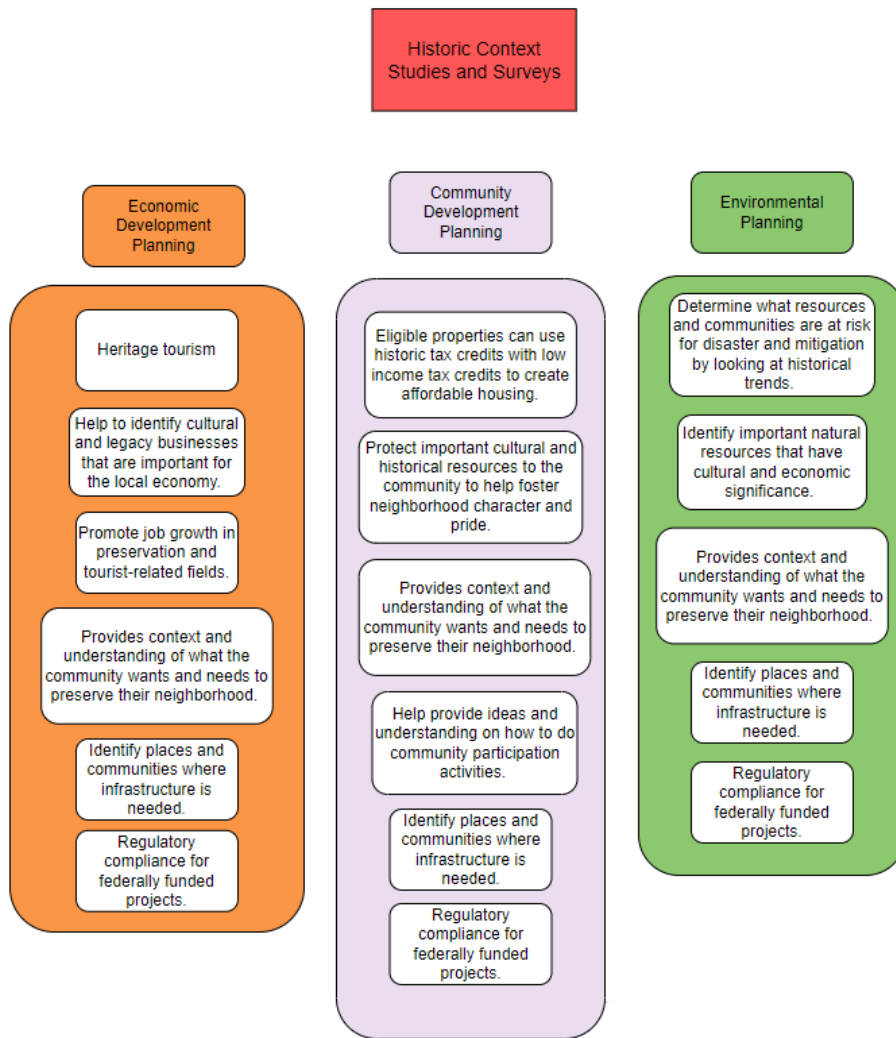 Historic Context
Studies and Surveys
Economic
Development
Planning
Heritage tourism
Help to identify cultural
and legacy businesses
that are important for
the local economy.
Promote job growth in
preservation and
tourist-related fields.
Provides context and
understanding of what the
community wants and needs to
preserve their neighborhood.
Identify places and
communities where
infrastructure is
needed.
Regulatory
compliance for
federally funded
projects.
Community
Development
Planning
Eligible properties can use
historic tax credits with low
income tax credits to create
affordable housing.
Protect important cultural and
historical resources to the
community to help foster
neighborhood character and
pride.
Provides context and
understanding of what the
community wants and needs to
preserve their neighborhood.
Help provide ideas and
understanding on how to do
community participation
activities.
Identify places and
communities where
infrastructure is
needed.
Regulatory
compliance for
federally funded
projects.
Environmental
Planning
Determine what resources
and communities are at risk
for disaster and mitigation
by looking at historical
trends.
Identify important natural
resources that have
cultural and economic
significance.
Provides context and
understanding of what the
community wants and needs to
preserve their neighborhood.
Identify places and
communities where
infrastructure is
needed.
Regulatory
compliance for
federally funded
projects.